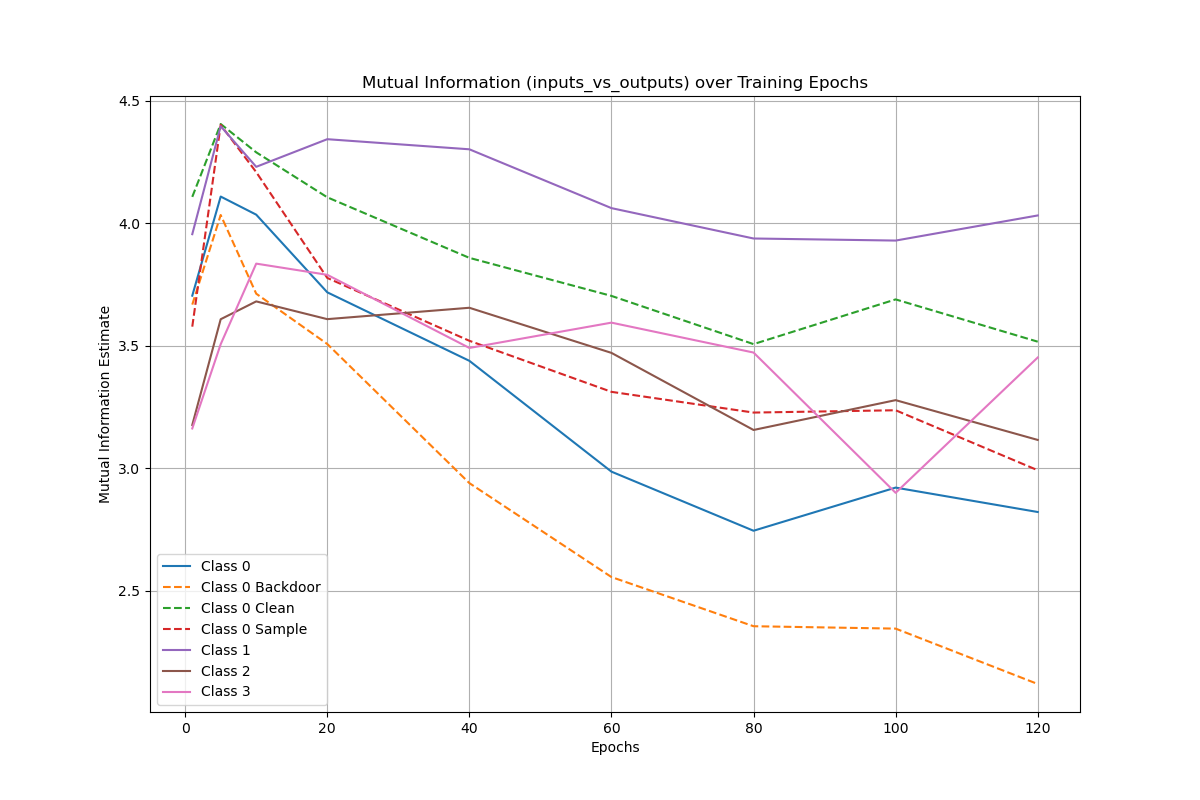 Mutual Information (inputs_vs_outputs) over Training Epochs
Mutual Information Estimate
4.5
4.0
3.5
3.0
2.5
Class 0
Class 0 Backdoor
Class 0 Clean
Class 0 Sample
Class 1
Class 2
Class 3
0 20 40 60 80 100 120
Epochs